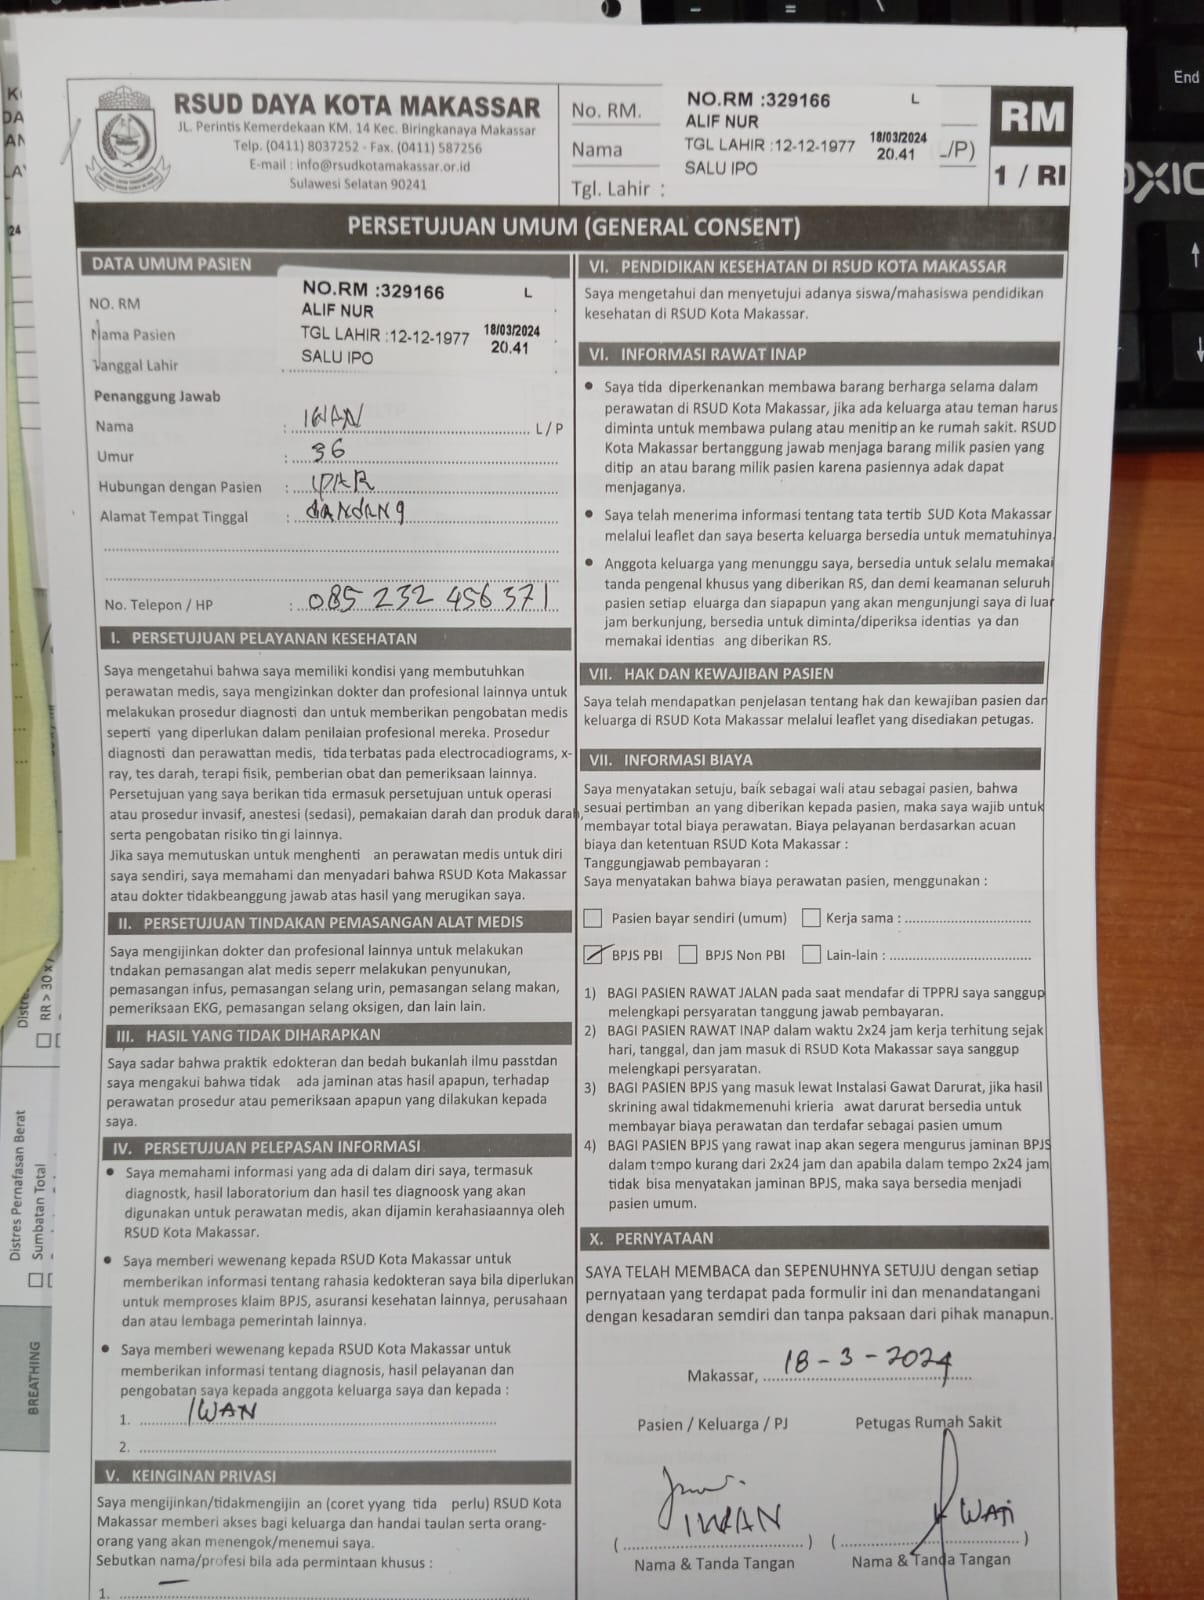 RSUD DAYA KOTA MAKASSAR
JL. Perintis Kemerdekaan KM. 14 Kec. Biringkanaya Makassar
Telp. (0411) 8037252 - Fax. (0411) 587256
E-mail : info@rsudkotamakassar.or.id
Sulawesi Selatan 90241
No. RM.
Nama
Tgl. Lahir :
NO.RM :329166 L
ALIF NUR
TGL LAHIR :12-12-1977 18/03/2024
SALU IPO 20.41
L/P)
RM
1 / RI
PERSETUJUAN UMUM (GENERAL CONSENT)
DATA UMUM PASIEN
NO. RM
Nama Pasien
Tanggal Lahir
NO.RM :329166 L
ALIF NUR
TGL LAHIR :12-12-1977 18/03/2024
SALU IPO 20.41
Penanggung Jawab
Nama : IWAN L / P
Umur : 36
Hubungan dengan Pasien : IPAR
Alamat Tempat Tinggal :
No. Telepon / HP : 085 232 456 371
I. PERSETUJUAN PELAYANAN KESEHATAN
Saya mengetahui bahwa saya memiliki kondisi yang membutuhkan
perawatan medis, saya mengizinkan dokter dan profesional lainnya untuk
melakukan prosedur diagnosti dan untuk memberikan pengobatan medis
seperti yang diperlukan dalam penilaian profesional mereka. Prosedur
diagnosti dan perawattan medis, tida terbatas pada electrocadiograms, x-
ray, tes darah, terapi fisik, pemberian obat dan pemeriksaan lainnya.
Persetujuan yang saya berikan tida ermasuk persetujuan untuk operasi
atau prosedur invasif, anestesi (sedasi), pemakaian darah dan produk darah,
serta pengobatan risiko tin gi lainnya.
Jika saya memutuskan untuk menghenti an perawatan medis untuk diri
saya sendiri, saya memahami dan menyadari bahwa RSUD Kota Makassar
atau dokter tidakbeanggung jawab atas hasil yang merugikan saya.
II. PERSETUJUAN TINDAKAN PEMASANGAN ALAT MEDIS
Saya mengijinkan dokter dan profesional lainnya untuk melakukan
tndakan pemasangan alat medis seperr melakukan penyunukan,
pemasangan infus, pemasangan selang urin, pemasangan selang makan,
pemeriksaan EKG, pemasangan selang oksigen, dan lain lain.
III. HASIL YANG TIDAK DIHARAPKAN
Saya sadar bahwa praktik edokteran dan bedah bukanlah ilmu passtdan
saya mengakui bahwa tidak ada jaminan atas hasil apapun, terhadap
perawatan prosedur atau pemeriksaan apapun yang dilakukan kepada
saya.
IV. PERSETUJUAN PELEPASAN INFORMASI
• Saya memahami informasi yang ada di dalam diri saya, termasuk
diagnostk, hasil laboratorium dan hasil tes diagnoosk yang akan
digunakan untuk perawatan medis, akan dijamin kerahasiaannya oleh
RSUD Kota Makassar.
• Saya memberi wewenang kepada RSUD Kota Makassar untuk
memberikan informasi tentang rahasia kedokteran saya bila diperlukan
untuk memproses klaim BPJS, asuransi kesehatan lainnya, perusahaan
dan atau lembaga pemerintah lainnya.
• Saya memberi wewenang kepada RSUD Kota Makassar untuk
memberikan informasi tentang diagnosis, hasil pelayanan dan
pengobatan saya kepada anggota keluarga saya dan kepada :
1. IWAN
2.
V. KEINGINAN PRIVASI
Saya mengijinkan/tidakmengijin an (coret yyang tida perlu) RSUD Kota
Makassar memberi akses bagi keluarga dan handai taulan serta orang-
orang yang akan menengok/menemui saya.
Sebutkan nama/profesi bila ada permintaan khusus :
1.
VI. PENDIDIKAN KESEHATAN DI RSUD KOTA MAKASSAR
Saya mengetahui dan menyetujui adanya siswa/mahasiswa pendidikan
kesehatan di RSUD Kota Makassar.
VI. INFORMASI RAWAT INAP
• Saya tida diperkenankan membawa barang berharga selama dalam
perawatan di RSUD Kota Makassar, jika ada keluarga atau teman harus
diminta untuk membawa pulang atau menitip an ke rumah sakit. RSUD
Kota Makassar bertanggung jawab menjaga barang milik pasien yang
ditip an atau barang milik pasien karena pasiennya adak dapat
menjaganya.
• Saya telah menerima informasi tentang tata tertib SUD Kota Makassar
melalui leaflet dan saya beserta keluarga bersedia untuk mematuhinya.
• Anggota keluarga yang menunggu saya, bersedia untuk selalu memakai
tanda pengenal khusus yang diberikan RS, dan demi keamanan seluruh
pasien setiap eluarga dan siapapun yang akan mengunjungi saya di luar
jam berkunjung, bersedia untuk diminta/diperiksa identias ya dan
memakai identias ang diberikan RS.
VII. HAK DAN KEWAJIBAN PASIEN
Saya telah mendapatkan penjelasan tentang hak dan kewajiban pasien dan
keluarga di RSUD Kota Makassar melalui leaflet yang disediakan petugas.
VII. INFORMASI BIAYA
Saya menyatakan setuju, baik sebagai wali atau sebagai pasien, bahwa
sesuai pertimban an yang diberikan kepada pasien, maka saya wajib untuk
membayar total biaya perawatan. Biaya pelayanan berdasarkan acuan
biaya dan ketentuan RSUD Kota Makassar :
Tanggungjawab pembayaran :
Saya menyatakan bahwa biaya perawatan pasien, menggunakan :
Pasien bayar sendiri (umum) Kerja sama :
BPJS PBI BPJS Non PBI Lain-lain :
1) BAGI PASIEN RAWAT JALAN pada saat mendafar di TPPRJ saya sanggup
melengkapi persyaratan tanggung jawab pembayaran.
2) BAGI PASIEN RAWAT INAP dalam waktu 2x24 jam kerja terhitung sejak
hari, tanggal, dan jam masuk di RSUD Kota Makassar saya sanggup
melengkapi persyaratan.
3) BAGI PASIEN BPJS yang masuk lewat Instalasi Gawat Darurat, jika hasil
skrining awal tidakmemenuhi krieria awat darurat bersedia untuk
membayar biaya perawatan dan terdafar sebagai pasien umum
4) BAGI PASIEN BPJS yang rawat inap akan segera mengurus jaminan BPJS
dalam tempo kurang dari 2x24 jam dan apabila dalam tempo 2x24 jam
tidak bisa menyatakan jaminan BPJS, maka saya bersedia menjadi
pasien umum.
X. PERNYATAAN
SAYA TELAH MEMBACA dan SEPENUHNYA SETUJU dengan setiap
pernyataan yang terdapat pada formulir ini dan menandatangani
dengan kesadaran semdiri dan tanpa paksaan dari pihak manapun.
Makassar, 18-3-2024
Pasien / Keluarga / PJ Petugas Rumah Sakit
IWAN
Nama & Tanda Tangan Nama & Tanda Tangan
Distres Pernafasan Berat
Sumbatan Total
RR > 30 x
BREATHING
End